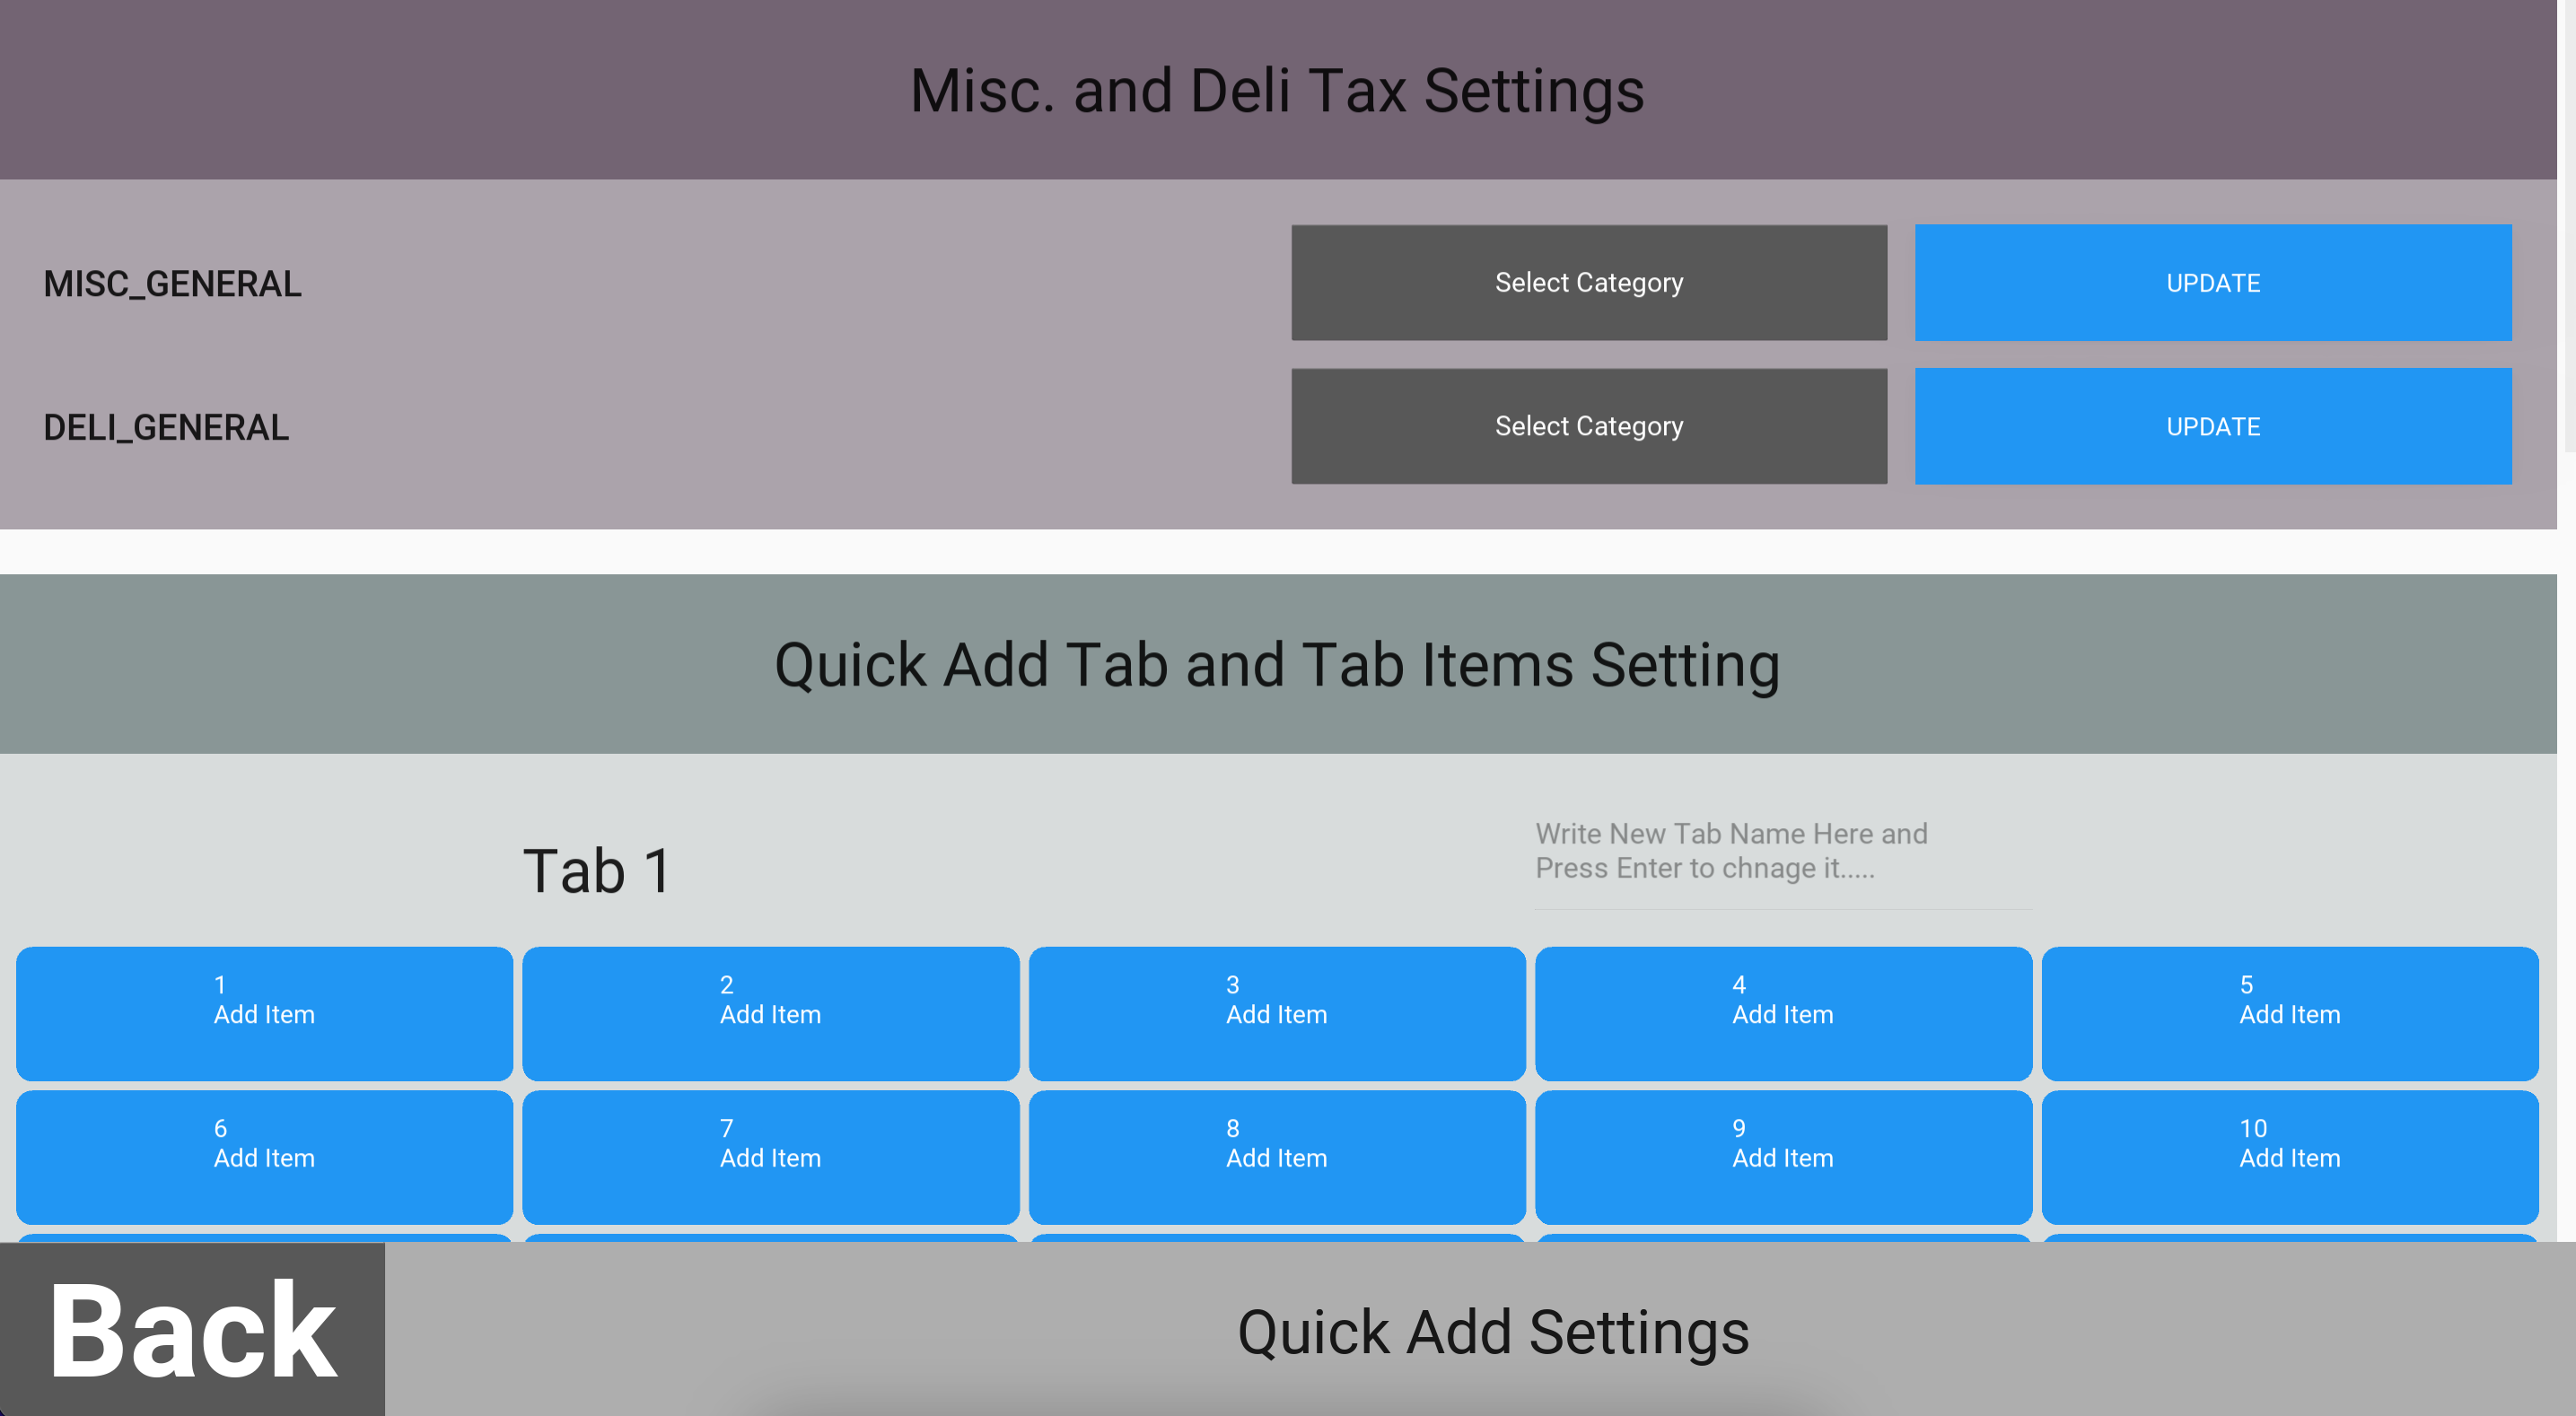 Misc. and Deli Tax Settings
MISC_GENERAL
Select Category
UPDATE
DELI_GENERAL
Select Category
UPDATE
Quick Add Tab and Tab Items Setting
Tab 1
Write New Tab Name Here and
Press Enter to chnage it.....
1
Add Item
2
Add Item
3
Add Item
4
Add Item
5
Add Item
6
Add Item
7
Add Item
8
Add Item
9
Add Item
10
Add Item
Back
Quick Add Settings